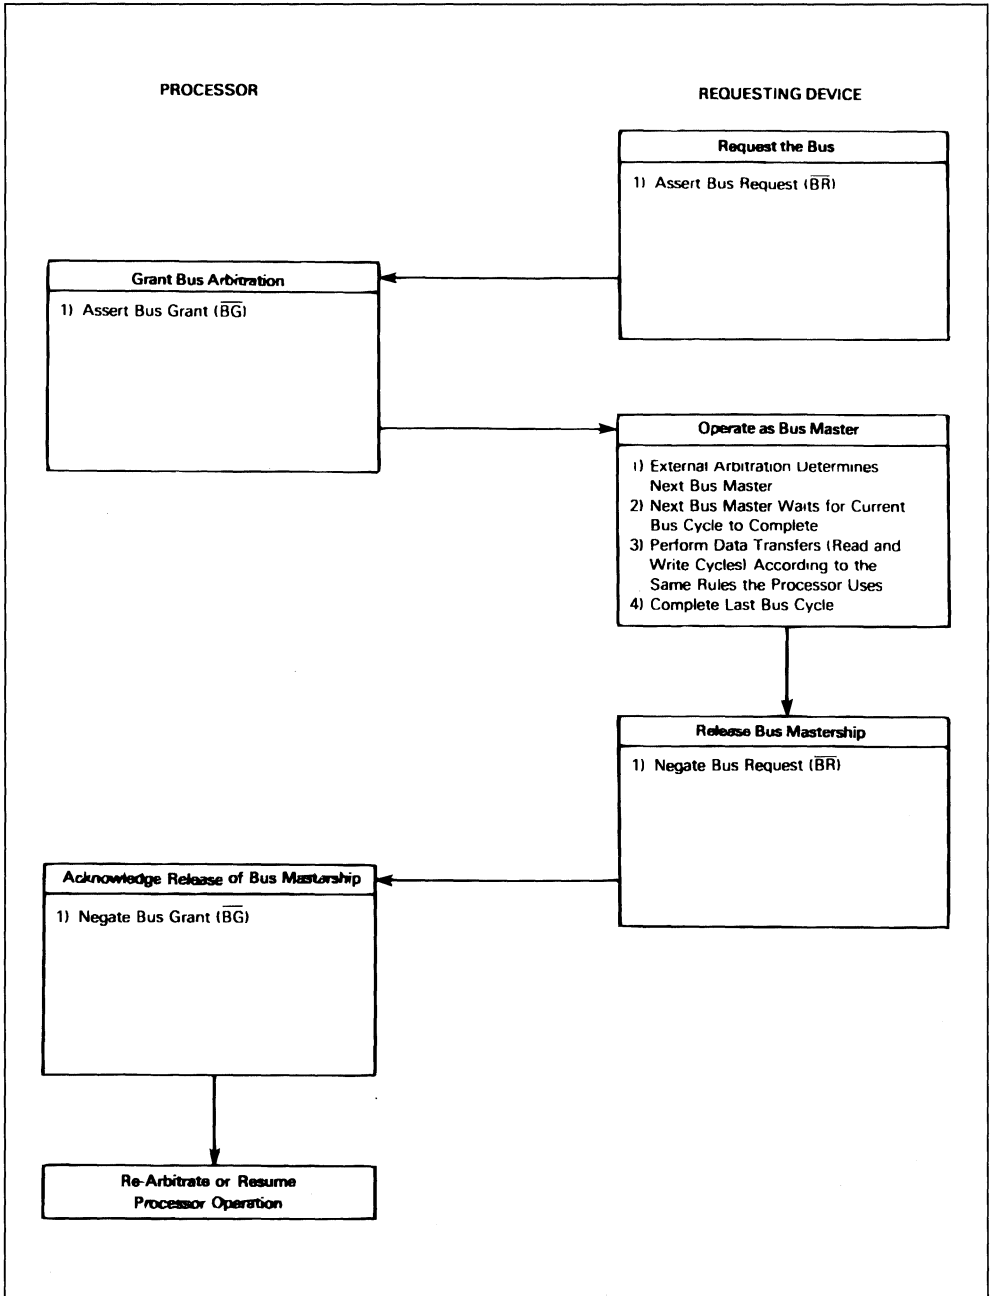 PROCESSOR
REQUESTING DEVICE
Request the Bus
1) Assert Bus Request (B̅R̅)
Grant Bus Arbitration
1) Assert Bus Grant (B̅G̅)
Operate as Bus Master
1) External Arbitration Determines
Next Bus Master
2) Next Bus Master Waits for Current
Bus Cycle to Complete
3) Perform Data Transfers (Read and
Write Cycles) According to the
Same Rules the Processor Uses
4) Complete Last Bus Cycle
Release Bus Mastership
1) Negate Bus Request (B̅R̅)
Acknowledge Release of Bus Mastership
1) Negate Bus Grant (B̅G̅)
Re-Arbitrate or Resume
Processor Operation